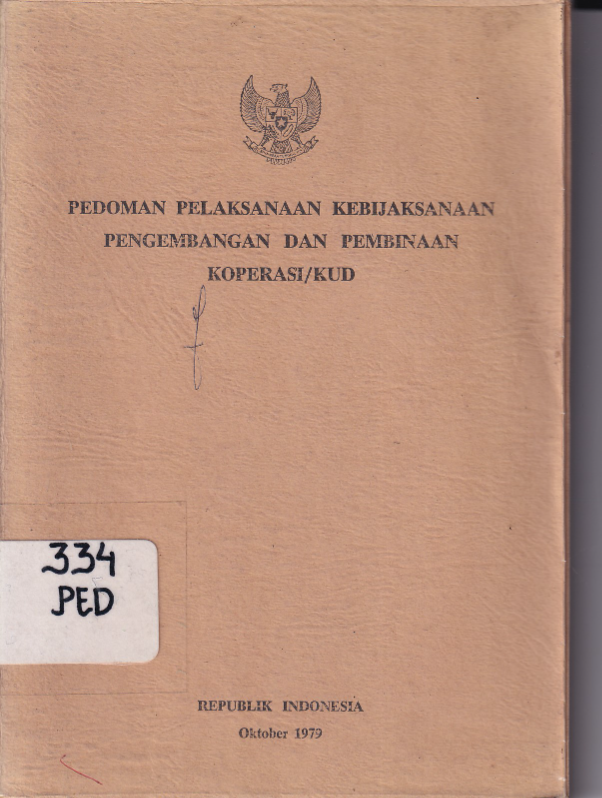 PEDOMAN PELAKSANAAN KEBIJAKSANAAN
PENGEMBANGAN DAN PEMBINAAN
KOPERASI/KUD
334
PED
REPUBLIK INDONESIA
Oktober 1979